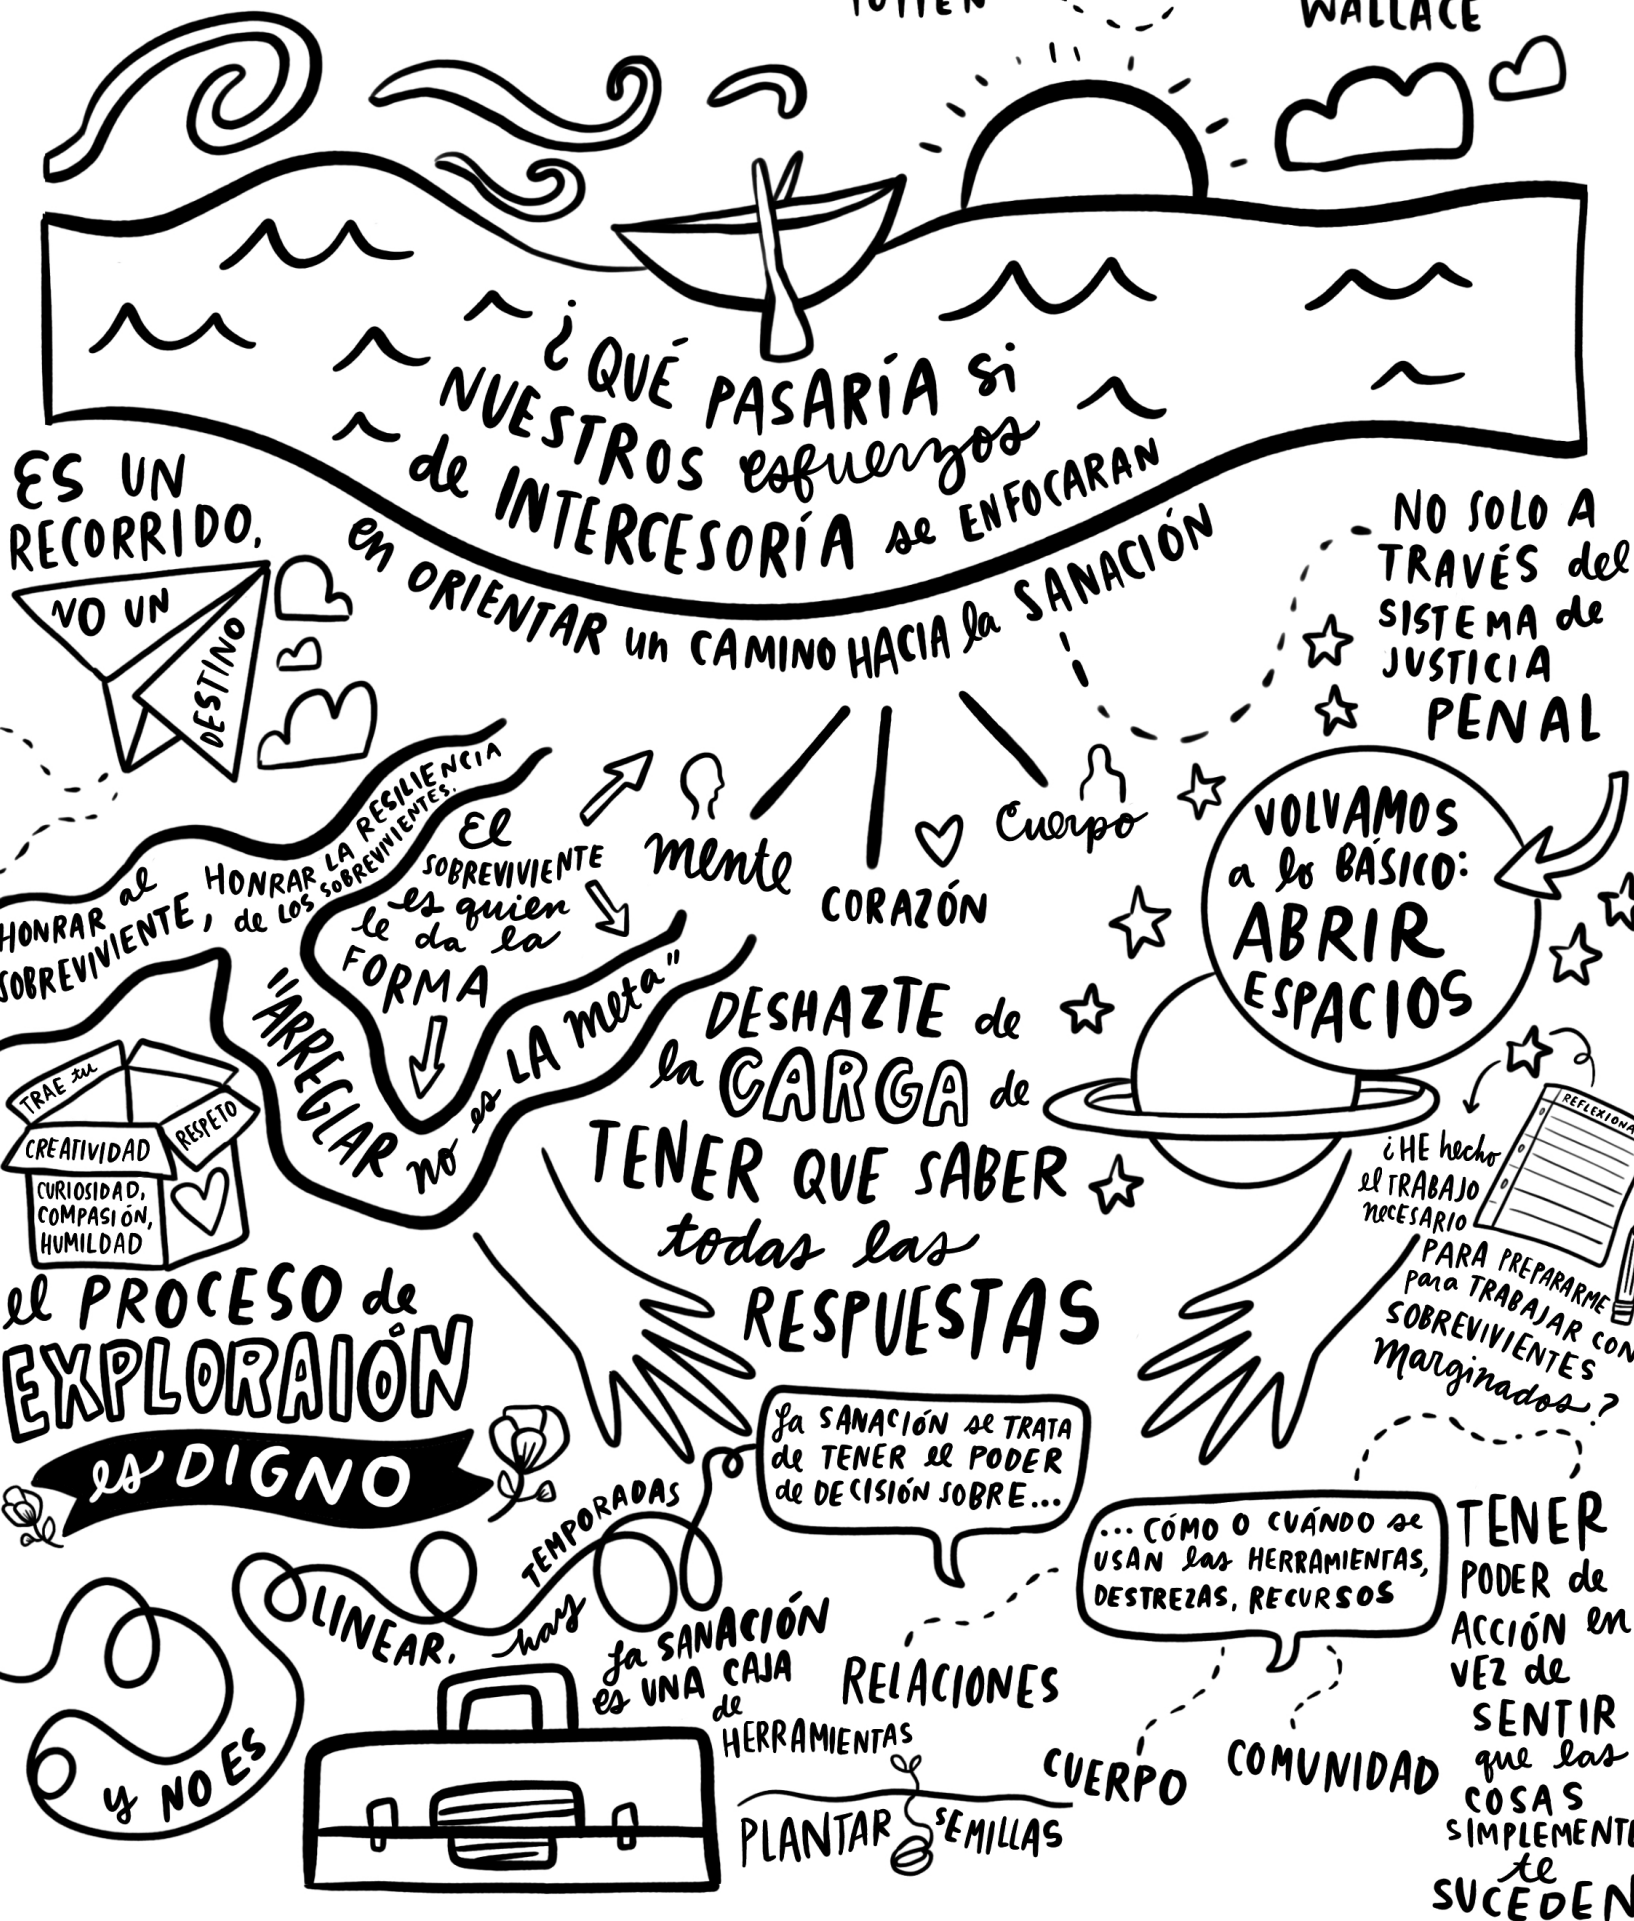 WALLACE
¿QUÉ PASARÍA Si
NUESTROS esfuerzos
de INTERCESORÍA se ENFOCARAN
en ORIENTAR un CAMINO HACIA la SANACIÓN
ES UN
RECORRIDO,
NO UN
DESTINO
NO SOLO A
TRAVÉS del
SISTEMA de
JUSTICIA
PENAL
mente
CORAZÓN
Cuerpo
VOLVAMOS
a lo BÁSICO:
ABRIR
ESPACIOS
HONRAR al
SOBREVIVIENTE,
HONRAR LA RESILIENCIA
de LOS SOBREVIVIENTES.
El
SOBREVIVIENTE
es quien
le da la
FORMA
"ARREGLAR no es LA meta"
DESHAZTE de
la CARGA de
TENER QUE SABER
todas las
RESPUESTAS
TRAE tu
RESPETO
CREATIVIDAD
CURIOSIDAD,
COMPASIÓN,
HUMILDAD
el PROCESO de
EXPLORAIÓN
es DIGNO
REFLEXIONA
¿HE hecho
el TRABAJO
NECESARIO
PARA PREPARARME
para TRABAJAR CON
SOBREVIVIENTES
marginados?
la SANACIÓN se TRATA
de TENER el PODER
de DECISIÓN SOBRE...
...CÓMO O CUÁNDO se
USAN las HERRAMIENTAS,
DESTREZAS, RECURSOS
TENER
PODER de
ACCIÓN en
VEZ de
SENTIR
que las
COSAS
SIMPLEMENTE
te
SUCEDEN
y NO ES
LINEAR.
hay
TEMPORADAS
la SANACIÓN
es UNA CAJA
de
HERRAMIENTAS
RELACIONES
CUERPO
COMUNIDAD
PLANTAR SEMILLAS